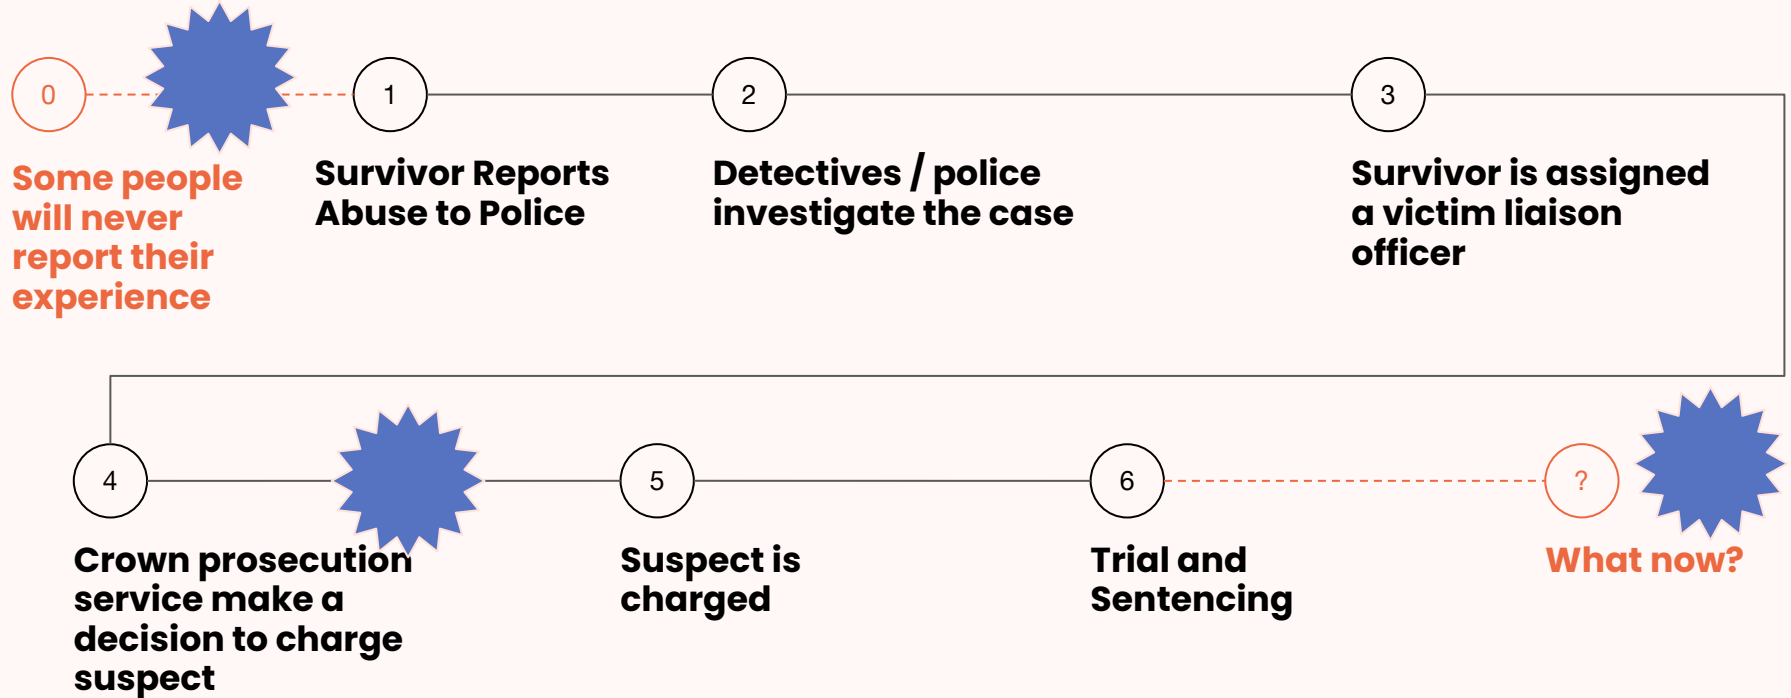 0
1
2
3
Some people
will never
report their
experience
Survivor Reports
Abuse to Police
Detectives / police
investigate the case
Survivor is assigned
a victim liaison
officer
4
5
6
?
Crown prosecution
service make a
decision to charge
suspect
Suspect is
charged
Trial and
Sentencing
What now?